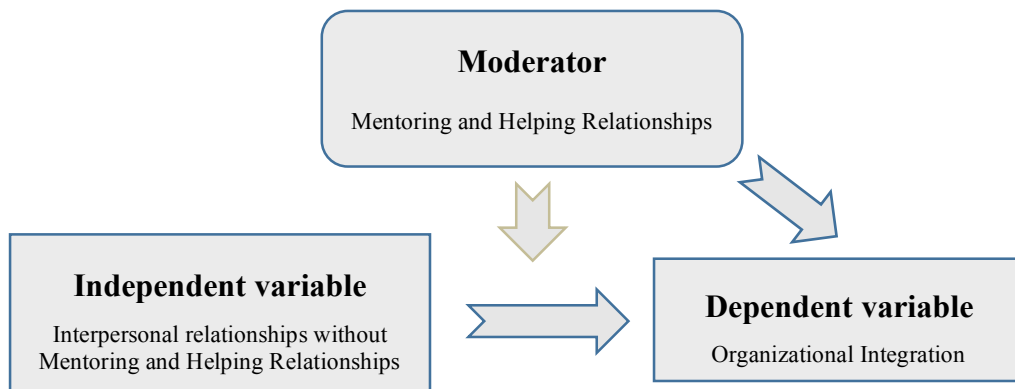 Moderator
Mentoring and Helping Relationships
Independent variable
Interpersonal relationships without
Mentoring and Helping Relationships
Dependent variable
Organizational Integration